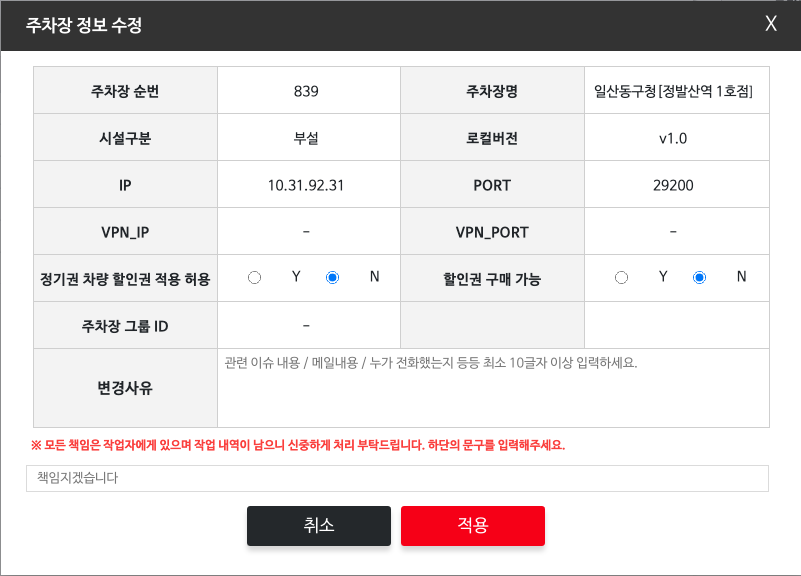 주차장 정보 수정 X
주차장 순번 839 주차장명 일산동구청[정발산역 1호점]
시설구분 부설 로컬버전 v1.0
IP 10.31.92.31 PORT 29200
VPN_IP - VPN_PORT -
정기권 차량 할인권 적용 허용 Y N 할인권 구매 가능 Y N
주차장 그룹 ID -
변경사유 관련 이슈 내용 / 메일내용 / 누가 전화했는지 등등 최소 10글자 이상 입력하세요.
※ 모든 책임은 작업자에게 있으며 작업 내역이 남으니 신중하게 처리 부탁드립니다. 하단의 문구를 입력해주세요.
책임지겠습니다
취소 적용